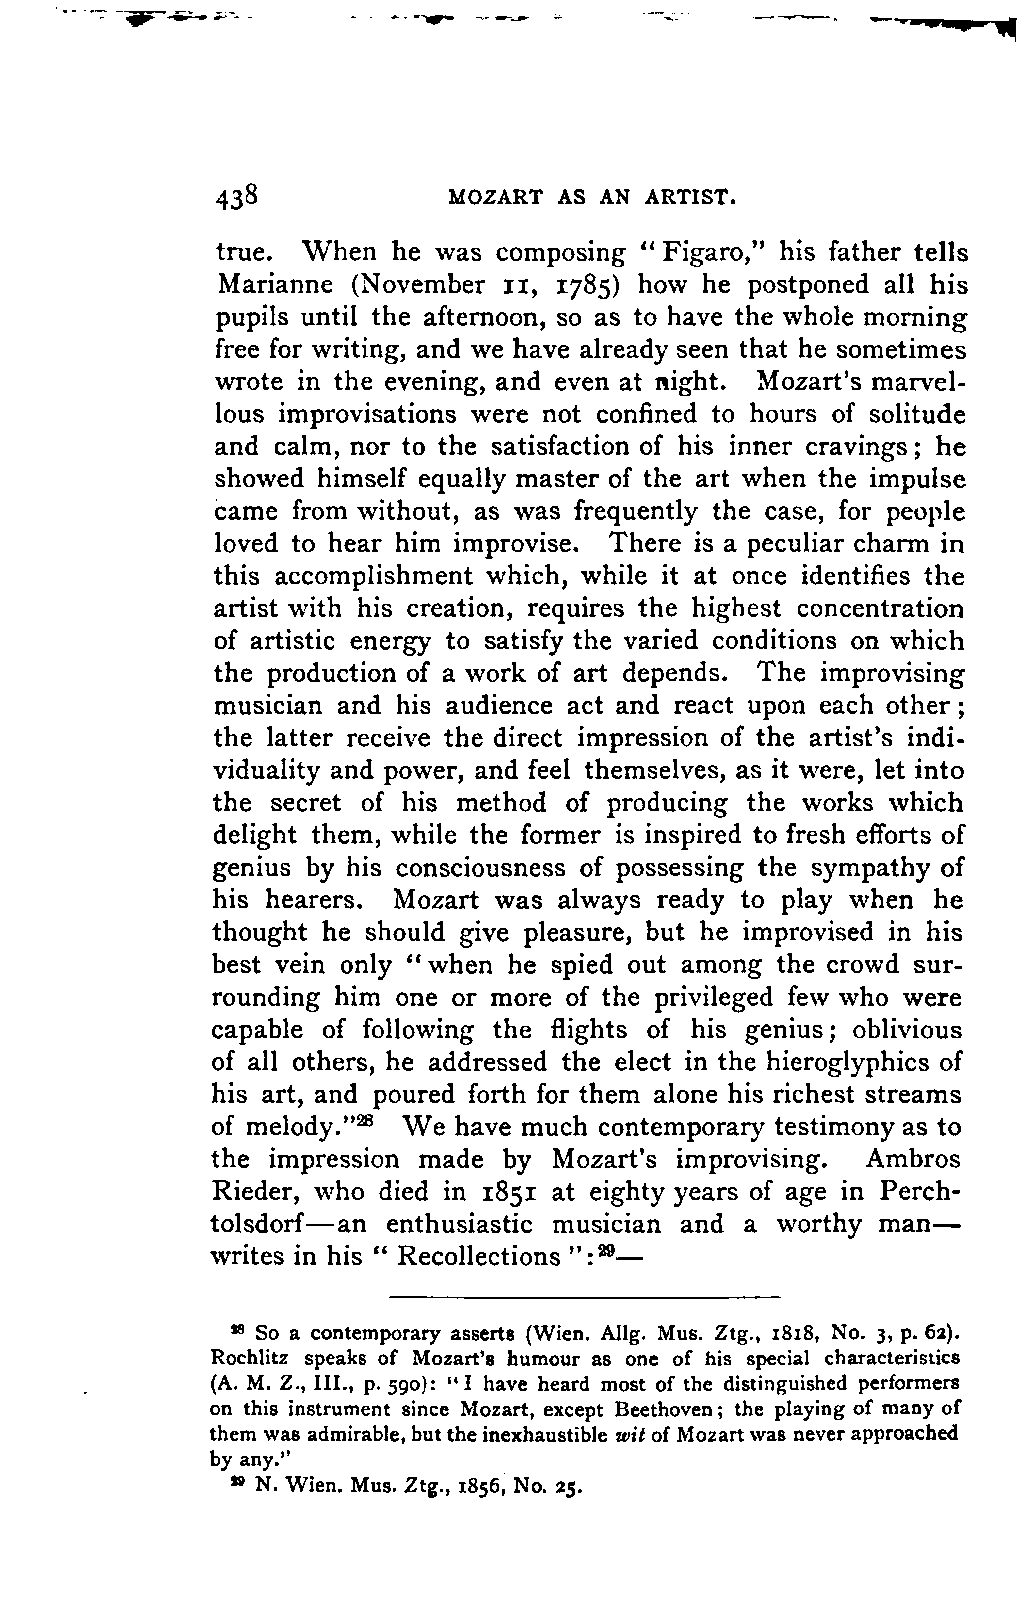 438 MOZART AS AN ARTIST.
true. When he was composing "Figaro," his father tells
Marianne (November 11, 1785) how he postponed all his
pupils until the afternoon, so as to have the whole morning
free for writing, and we have already seen that he sometimes
wrote in the evening, and even at night. Mozart's marvel-
lous improvisations were not confined to hours of solitude
and calm, nor to the satisfaction of his inner cravings; he
showed himself equally master of the art when the impulse
came from without, as was frequently the case, for people
loved to hear him improvise. There is a peculiar charm in
this accomplishment which, while it at once identifies the
artist with his creation, requires the highest concentration
of artistic energy to satisfy the varied conditions on which
the production of a work of art depends. The improvising
musician and his audience act and react upon each other;
the latter receive the direct impression of the artist's indi-
viduality and power, and feel themselves, as it were, let into
the secret of his method of producing the works which
delight them, while the former is inspired to fresh efforts of
genius by his consciousness of possessing the sympathy of
his hearers. Mozart was always ready to play when he
thought he should give pleasure, but he improvised in his
best vein only "when he spied out among the crowd sur-
rounding him one or more of the privileged few who were
capable of following the flights of his genius; oblivious
of all others, he addressed the elect in the hieroglyphics of
his art, and poured forth for them alone his richest streams
of melody."²⁸ We have much contemporary testimony as to
the impression made by Mozart's improvising. Ambros
Rieder, who died in 1851 at eighty years of age in Perch-
tolsdorf—an enthusiastic musician and a worthy man—
writes in his "Recollections":²⁹—
²⁸ So a contemporary asserts (Wien. Allg. Mus. Ztg., 1818, No. 3, p. 62).
Rochlitz speaks of Mozart's humour as one of his special characteristics
(A. M. Z., III., p. 590): "I have heard most of the distinguished performers
on this instrument since Mozart, except Beethoven; the playing of many of
them was admirable, but the inexhaustible wit of Mozart was never approached
by any."
²⁹ N. Wien. Mus. Ztg., 1856, No. 25.